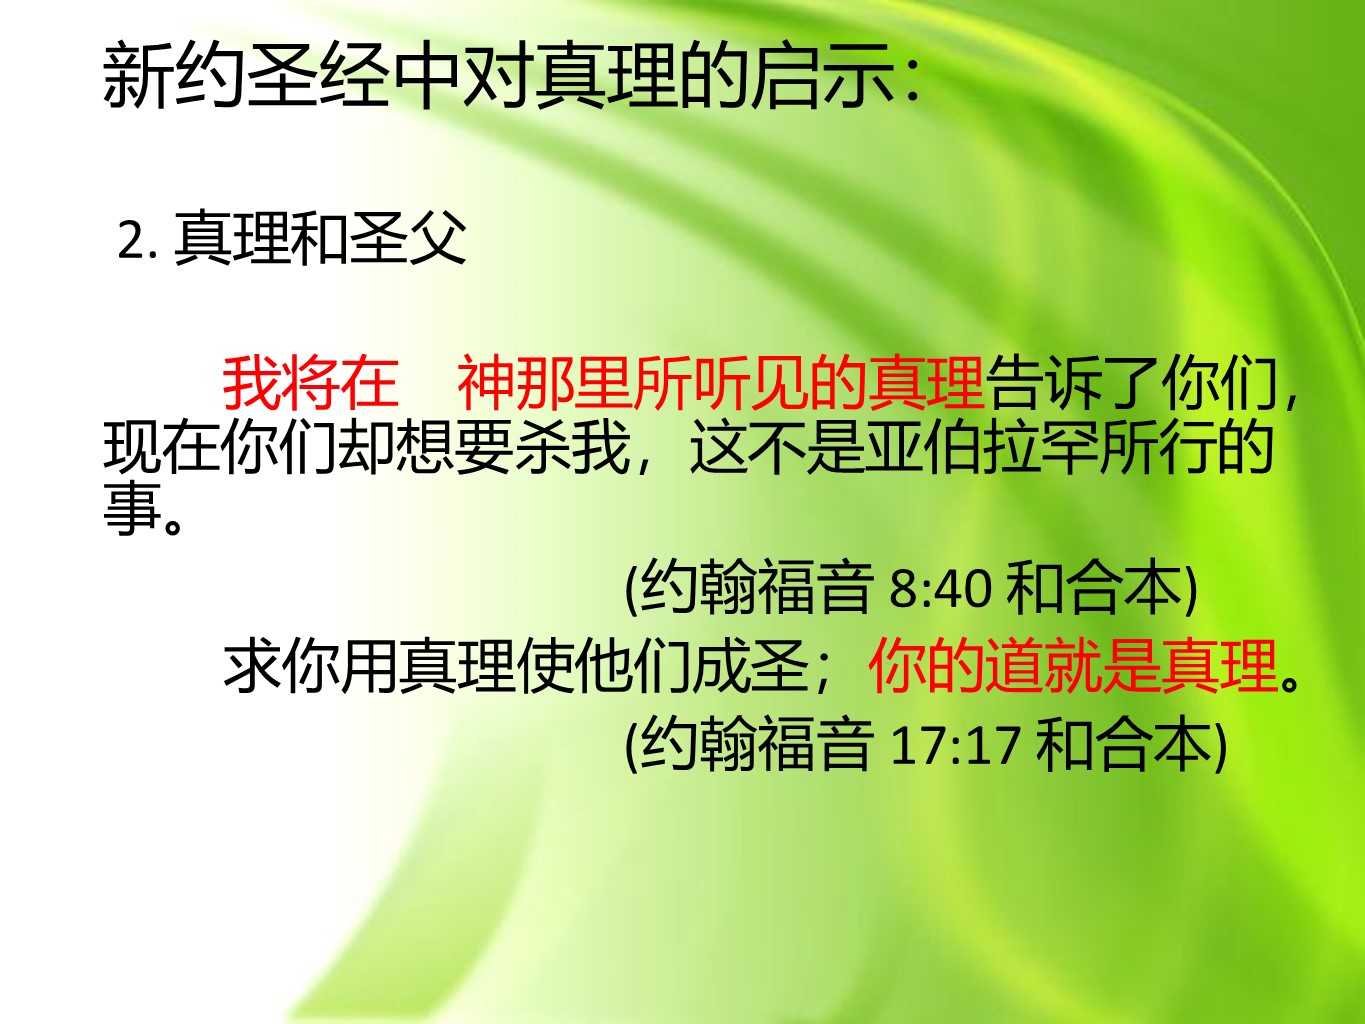 新约圣经中对真理的启示：
2. 真理和圣父
我将在　神那里所听见的真理告诉了你们，
现在你们却想要杀我，这不是亚伯拉罕所行的
事。
(约翰福音 8:40 和合本)
求你用真理使他们成圣；你的道就是真理。
(约翰福音 17:17 和合本)